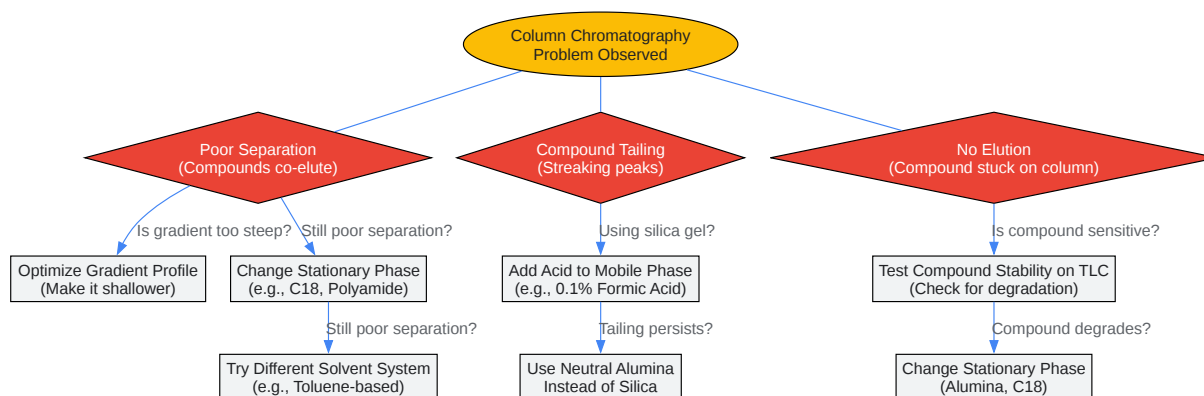 Column Chromatography
Problem Observed
Poor Separation
(Compounds co-elute)
Compound Tailing
(Streaking peaks)
No Elution
(Compound stuck on column)
Is gradient too steep?
Still poor separation?
Using silica gel?
Is compound sensitive?
Optimize Gradient Profile
(Make it shallower)
Change Stationary Phase
(e.g., C18, Polyamide)
Add Acid to Mobile Phase
(e.g., 0.1% Formic Acid)
Test Compound Stability on TLC
(Check for degradation)
Still poor separation?
Tailing persists?
Compound degrades?
Try Different Solvent System
(e.g., Toluene-based)
Use Neutral Alumina
Instead of Silica
Change Stationary Phase
(Alumina, C18)